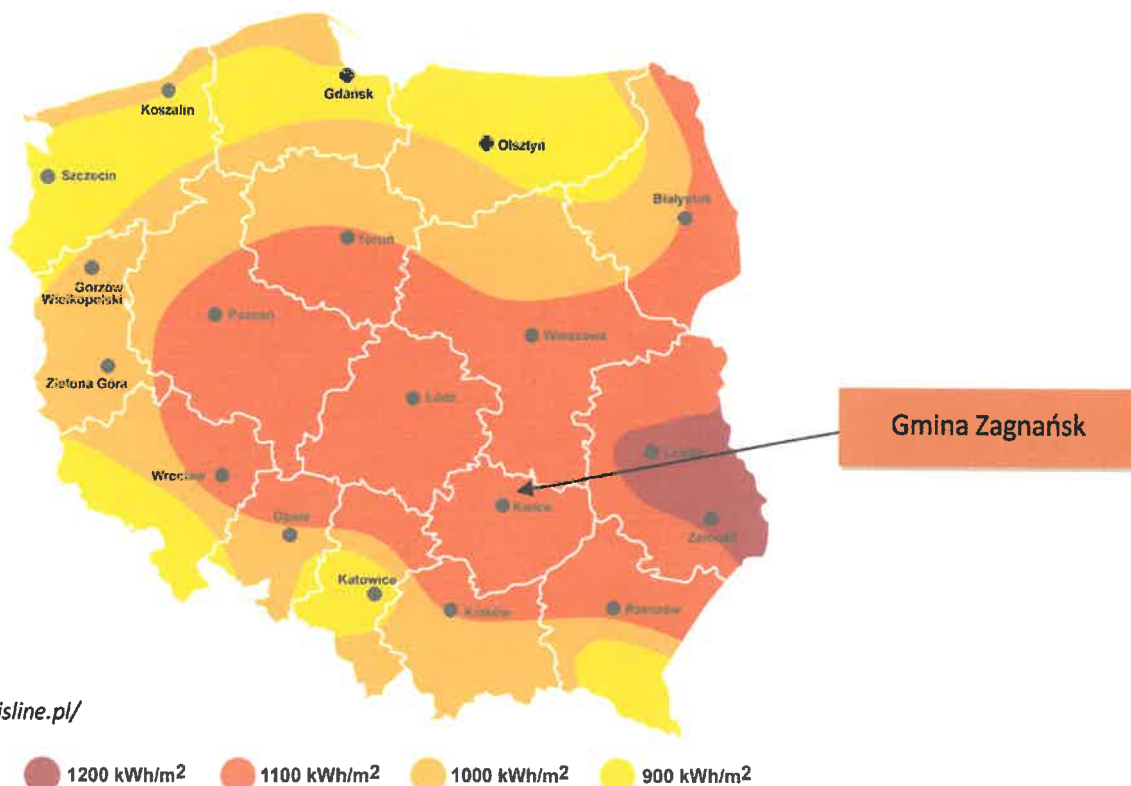 Koszalin
Gdańsk
Olsztyn
Szczecin
Białystok
Toruń
Gorzów
Wielkopolski
Poznań
Warszawa
Zielona Góra
Łódź
Gmina Zagnańsk
Lublin
Wrocław
Kielce
Opole
Zamość
Katowice
Kraków
Rzeszów
isline.pl/
1200 kWh/m²
1100 kWh/m²
1000 kWh/m²
900 kWh/m²